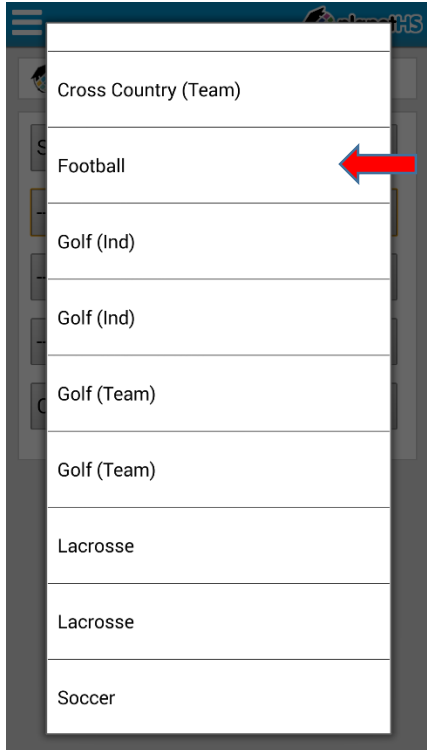 Cross Country (Team)
Football
Golf (Ind)
Golf (Ind)
Golf (Team)
Golf (Team)
Lacrosse
Lacrosse
Soccer